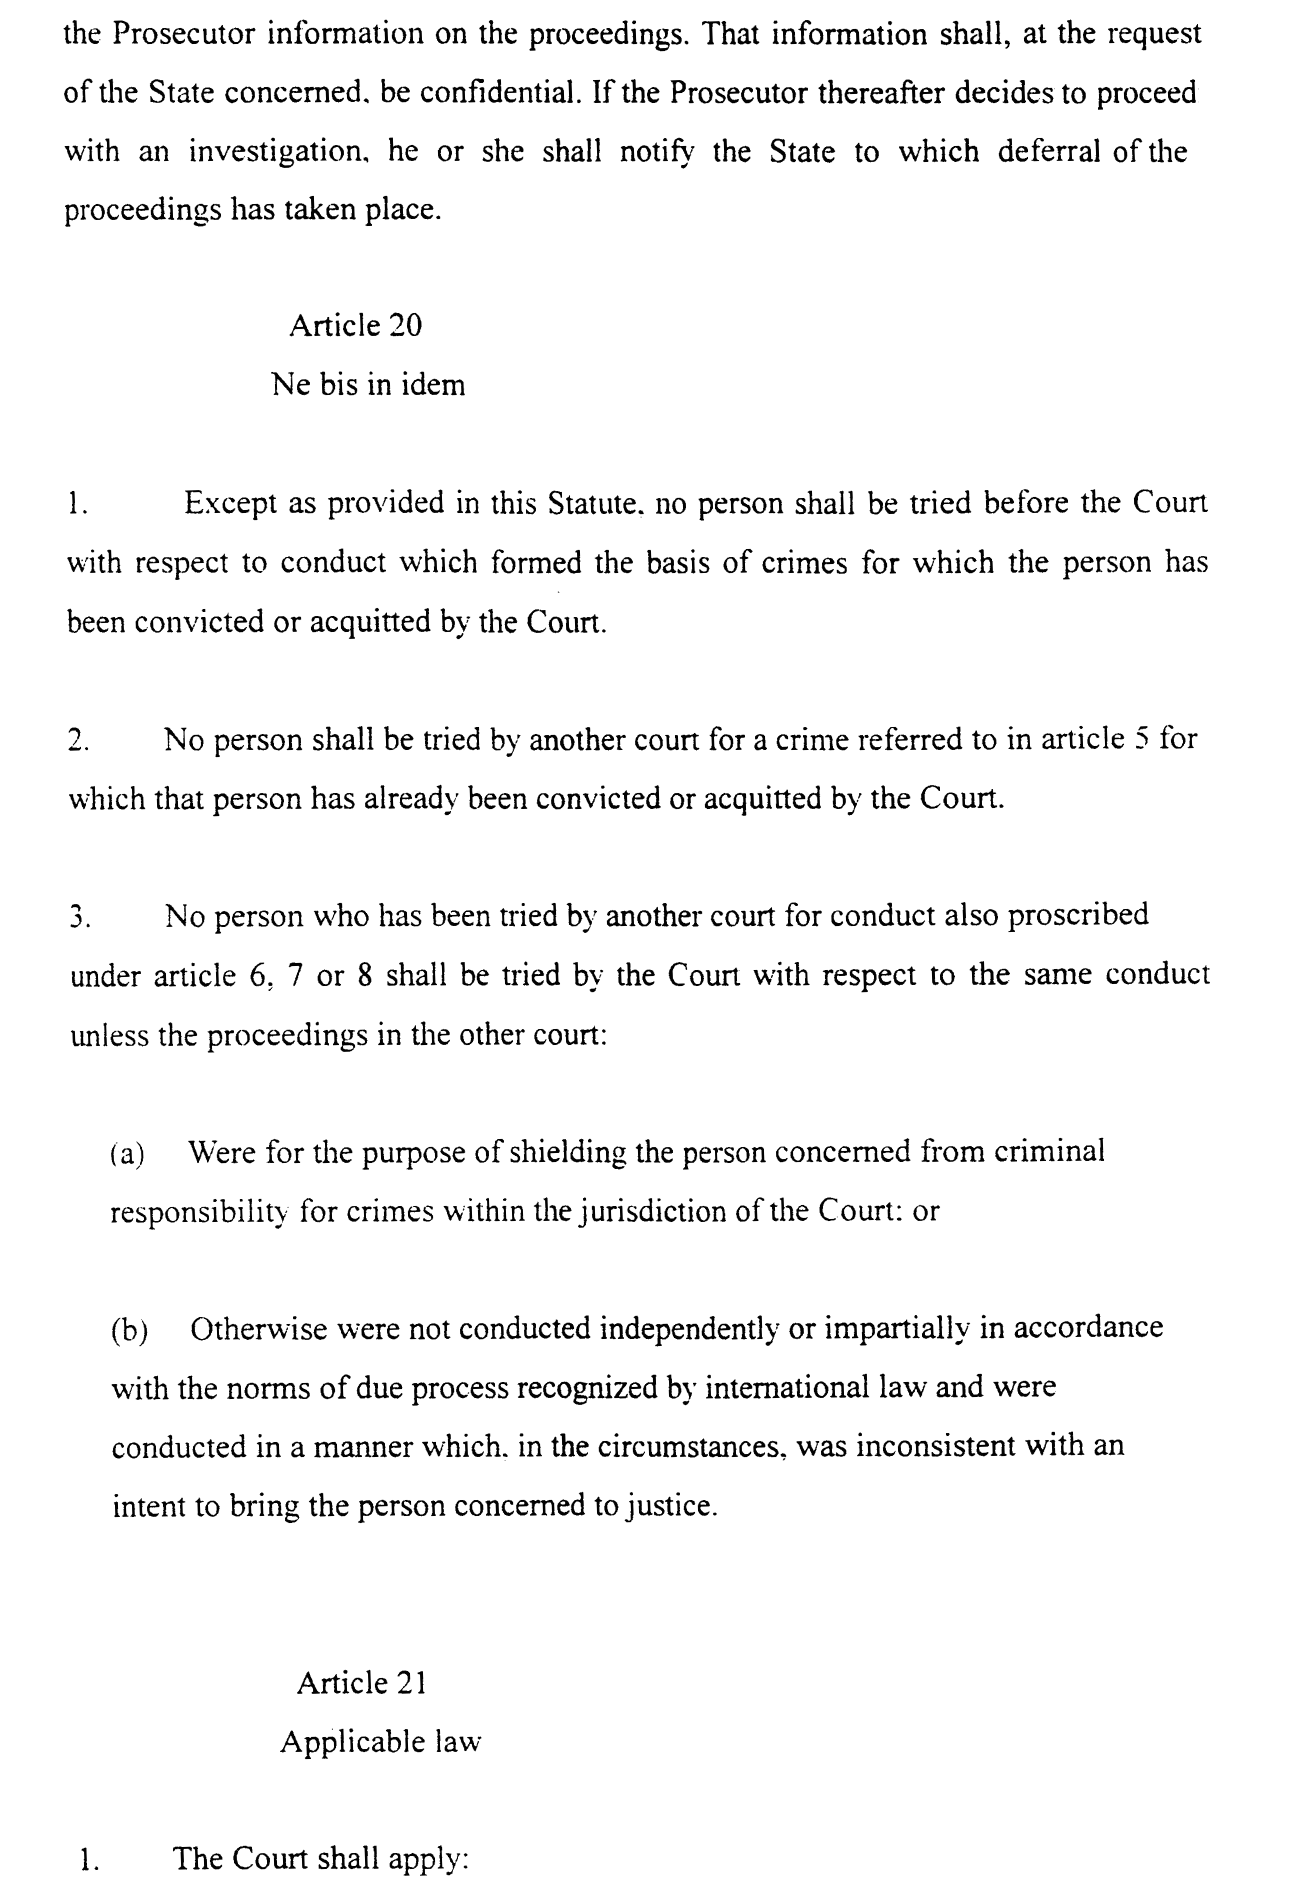 the Prosecutor information on the proceedings. That information shall, at the request
of the State concerned, be confidential. If the Prosecutor thereafter decides to proceed
with an investigation, he or she shall notify the State to which deferral of the
proceedings has taken place.
Article 20
Ne bis in idem
1. Except as provided in this Statute, no person shall be tried before the Court
with respect to conduct which formed the basis of crimes for which the person has
been convicted or acquitted by the Court.
2. No person shall be tried by another court for a crime referred to in article 5 for
which that person has already been convicted or acquitted by the Court.
3. No person who has been tried by another court for conduct also proscribed
under article 6, 7 or 8 shall be tried by the Court with respect to the same conduct
unless the proceedings in the other court:
(a) Were for the purpose of shielding the person concerned from criminal
responsibility for crimes within the jurisdiction of the Court; or
(b) Otherwise were not conducted independently or impartially in accordance
with the norms of due process recognized by international law and were
conducted in a manner which, in the circumstances, was inconsistent with an
intent to bring the person concerned to justice.
Article 21
Applicable law
1. The Court shall apply: